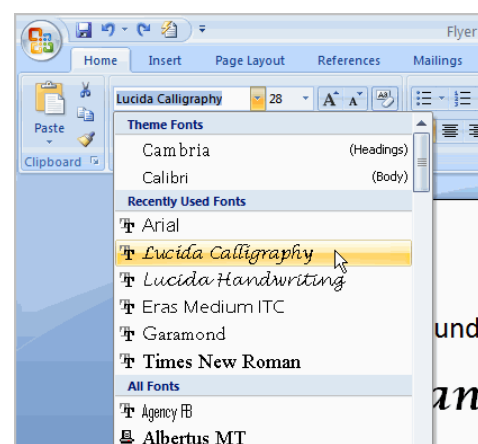 Flyer
Home Insert Page Layout References Mailings
Lucida Calligraphy 28 A A Aa
Paste
Clipboard
Theme Fonts
Cambria (Headings)
Calibri (Body)
Recently Used Fonts
Arial
Lucida Calligraphy
Lucida Handwriting
Eras Medium ITC
Garamond
Times New Roman
All Fonts
Agency FB
Albertus MT
und
an